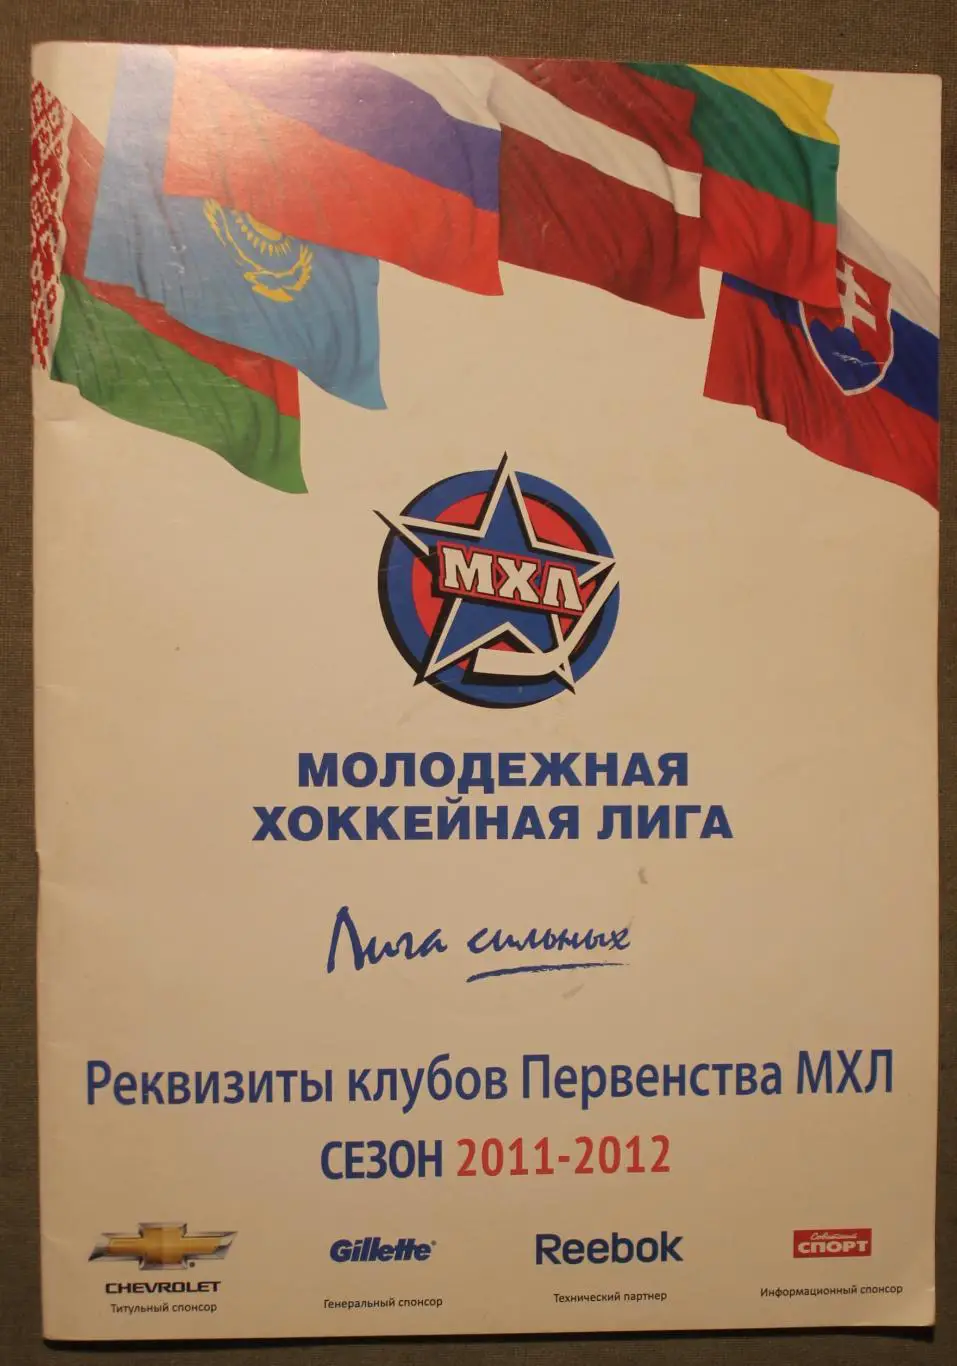 МХЛ
МОЛОДЕЖНАЯ
ХОККЕЙНАЯ ЛИГА
Лига сильных
Реквизиты клубов Первенства МХЛ
СЕЗОН 2011-2012
CHEVROLET
Титульный спонсор
Gillette
Генеральный спонсор
Reebok
Технический партнер
Советский
СПОРТ
Информационный спонсор